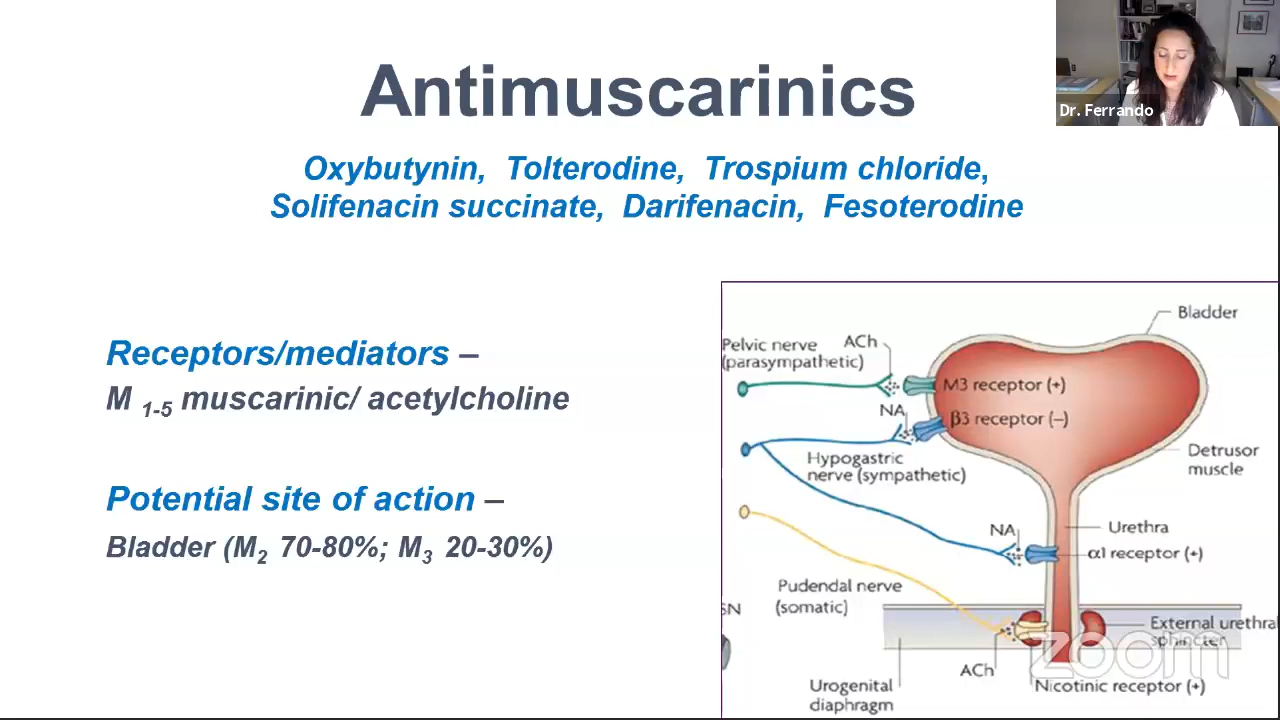 Antimuscarinics
Dr. Ferrando
Oxybutynin, Tolterodine, Trospium chloride,
Solifenacin succinate, Darifenacin, Fesoterodine
Receptors/mediators –
M 1-5 muscarinic/ acetylcholine
Potential site of action –
Bladder (M2 70-80%; M3 20-30%)
Bladder
Pelvic nerve
(parasympathetic)
ACh
M3 receptor (+)
NA
β3 receptor (–)
Hypogastric
nerve (sympathetic)
Detrusor
muscle
NA
Urethra
α1 receptor (+)
Pudendal nerve
(somatic)
SN
External urethral
sphincter
ACh
Nicotinic receptor (+)
Urogenital
diaphragm
zoom